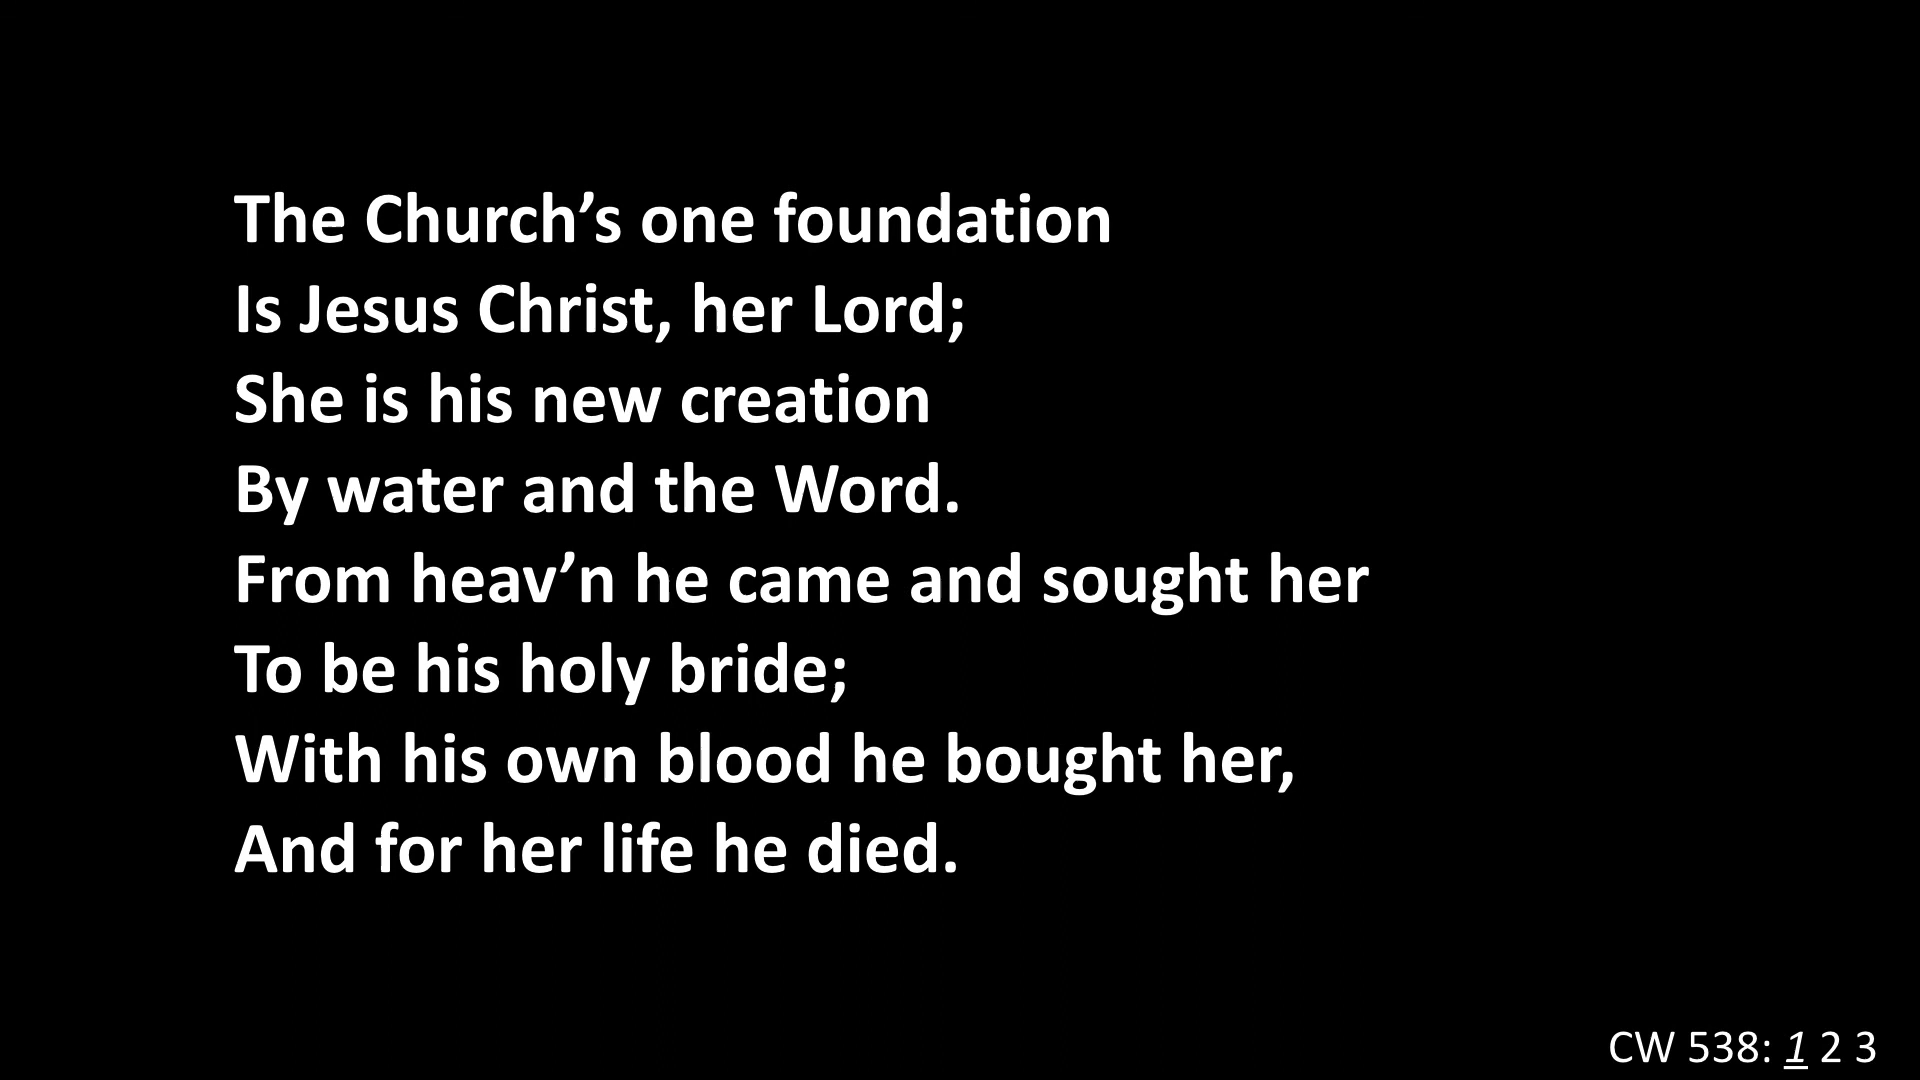 The Church’s one foundation
Is Jesus Christ, her Lord;
She is his new creation
By water and the Word.
From heav’n he came and sought her
To be his holy bride;
With his own blood he bought her,
And for her life he died.
CW 538: 1 2 3